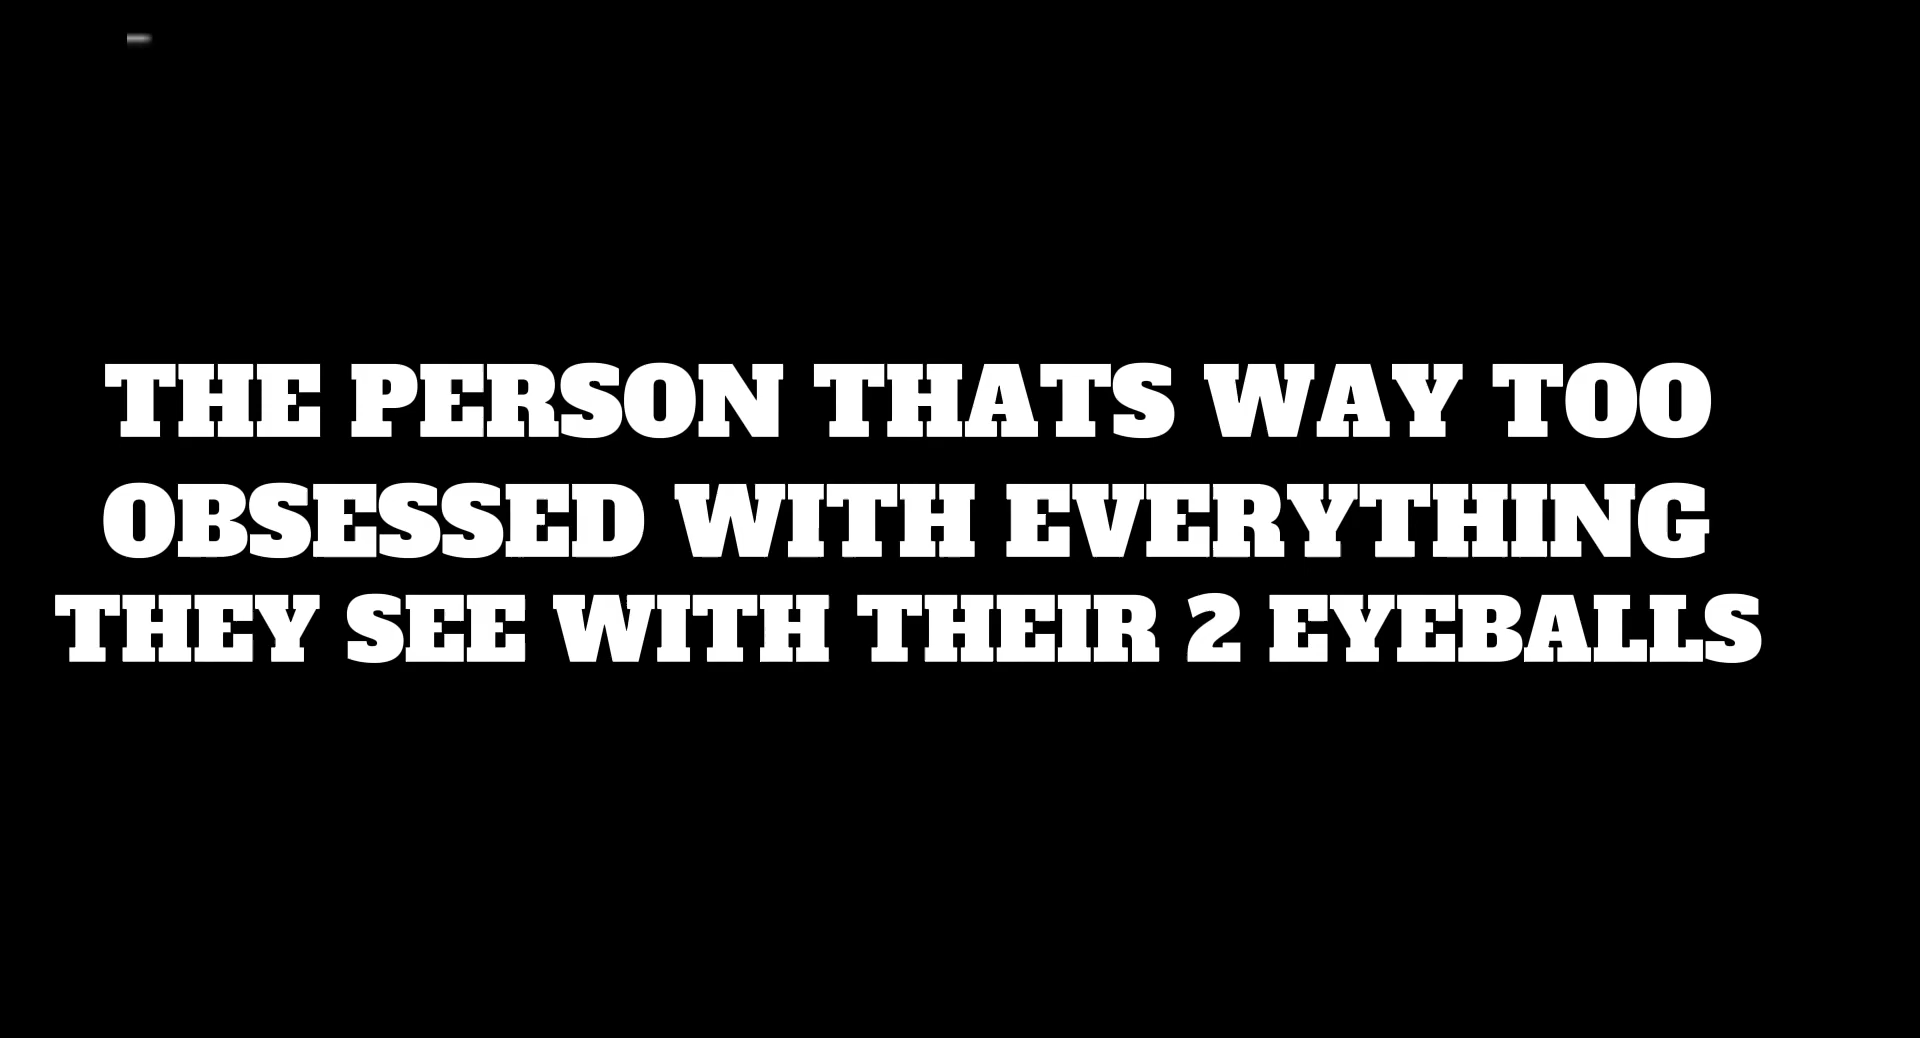 THE PERSON THATS WAY TOO
OBSESSED WITH EVERYTHING
THEY SEE WITH THEIR 2 EYEBALLS